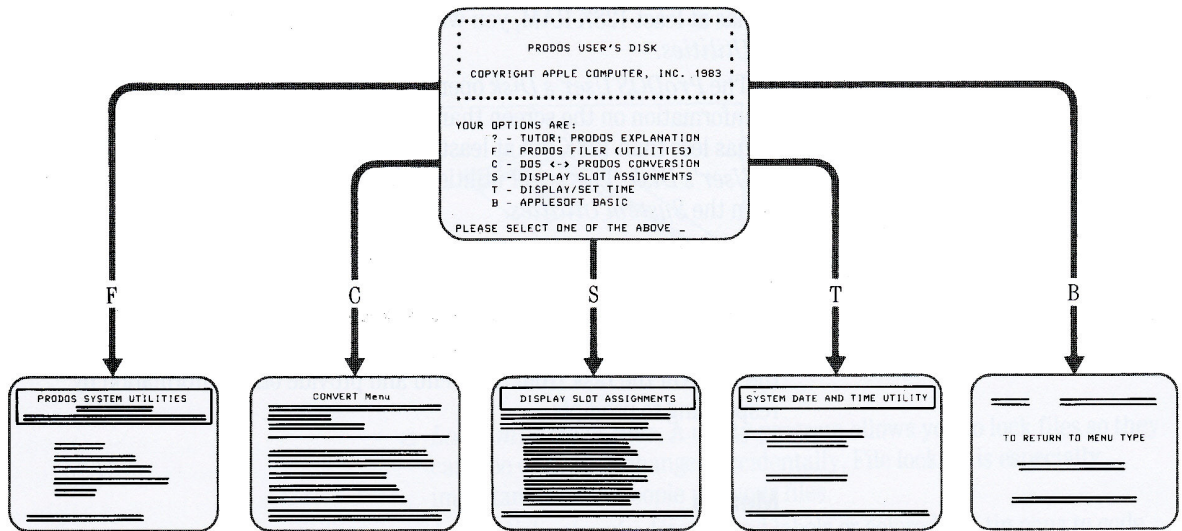 PRODOS USER'S DISK
COPYRIGHT APPLE COMPUTER, INC. 1983
YOUR OPTIONS ARE:
? - TUTOR: PRODOS EXPLANATION
F - PRODOS FILER (UTILITIES)
C - DOS <-> PRODOS CONVERSION
S - DISPLAY SLOT ASSIGNMENTS
T - DISPLAY/SET TIME
B - APPLESOFT BASIC
PLEASE SELECT ONE OF THE ABOVE _
F C S T B
PRODOS SYSTEM UTILITIES
CONVERT Menu
DISPLAY SLOT ASSIGNMENTS
SYSTEM DATE AND TIME UTILITY
TO RETURN TO MENU TYPE